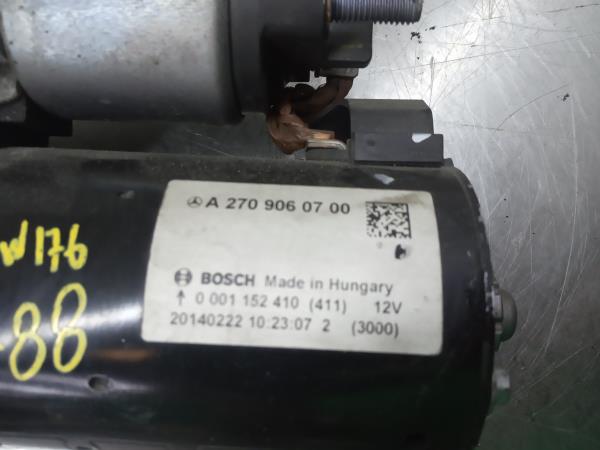 A 270 906 07 00
BOSCH Made in Hungary
↑ 0 001 152 410 (411) 12V
20140222 10:23:07 2 (3000)
w176
-88